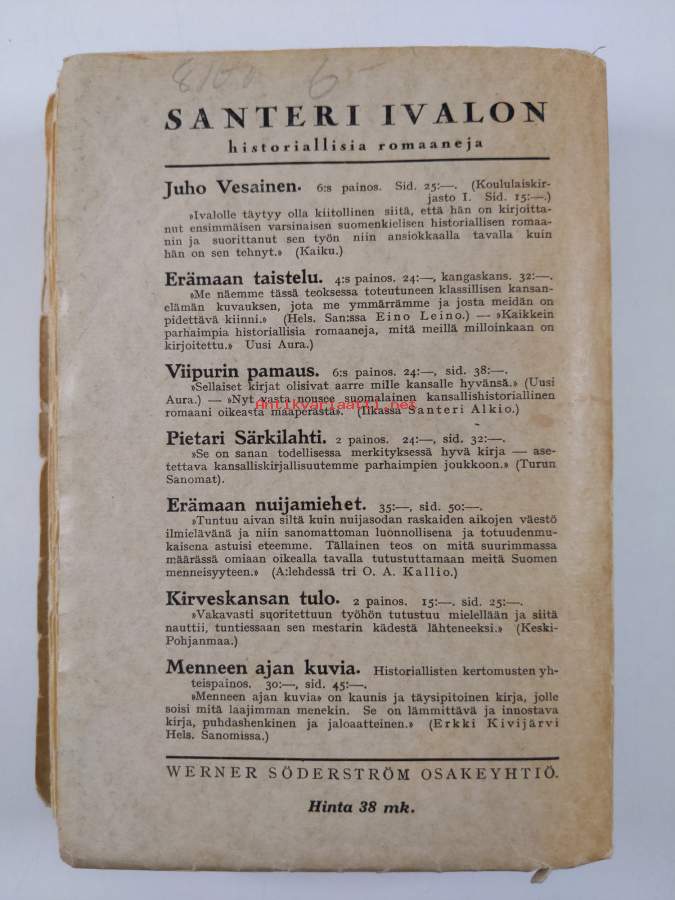 6-
SANTERI IVALON
historiallisia romaaneja
Juho Vesainen. 6:s painos. Sid. 25:—. (Koululaiskir-
jasto I. Sid. 15:—.)
»Ivalolle täytyy olla kiitollinen siitä, että hän on kirjoitta-
nut ensimmäisen varsinaisen suomenkielisen historiallisen romaa-
nin ja suorittanut sen työn niin ansiokkaalla tavalla kuin
hän on sen tehnyt.» (Kaiku.)
Erämaan taistelu. 4:s painos. 24:—, kangaskans. 32:—.
»Me näemme tässä teoksessa toteutuneen klassillisen kansan-
elämän kuvauksen, jota me ymmärrämme ja josta meidän on
pidettävä kiinni.» (Hels. San:ssa Eino Leino.) — »Kaikkein
parhaimpia historiallisia romaaneja, mitä meillä milloinkaan on
kirjoitettu.» Uusi Aura.)
Viipurin pamaus. 6:s painos. 24:—, sid. 38:—.
»Sellaiset kirjat olisivat aarre mille kansalle hyvänsä.» (Uusi
Aura.) — »Nyt vasta nousee suomalainen kansallishistoriallinen
romaani oikeasta maaperästä». (Ilkassa Santeri Alkio.)
Antikvariaatti.net
Pietari Särkilahti. 2 painos. 24:—, sid. 32:—.
»Se on sanan todellisessa merkityksessä hyvä kirja — ase-
tettava kansalliskirjallisuutemme parhaimpien joukkoon.» (Turun
Sanomat).
Erämaan nuijamiehet. 35:—, sid. 50:—.
»Tuntuu aivan siltä kuin nuijasodan raskaiden aikojen väestö
ilmielävänä ja niin sanomattoman luonnollisena ja totuudenmu-
kaisena astuisi eteemme. Tällainen teos on mitä suurimmassa
määrässä omiaan oikealla tavalla tutustuttamaan meitä Suomen
menneisyyteen.» (A:lehdessä tri O. A. Kallio.)
Kirveskansan tulo. 2 painos. 15:—. sid. 25:—.
»Vakavasti suoritettuun työhön tutustuu mielellään ja siitä
nauttii, tuntiessaan sen mestarin kädestä lähteneeksi.» (Keski-
Pohjanmaa.)
Menneen ajan kuvia. Historiallisten kertomusten yh-
teispainos. 30:—, sid. 45:—.
»Menneen ajan kuvia» on kaunis ja täysipitoinen kirja, jolle
soisi mitä laajimman menekin. Se on lämmittävä ja innostava
kirja, puhdashenkinen ja jaloaatteinen.» (Erkki Kivijärvi
Hels. Sanomissa.)
WERNER SÖDERSTRÖM OSAKEYHTIÖ.
Hinta 38 mk.